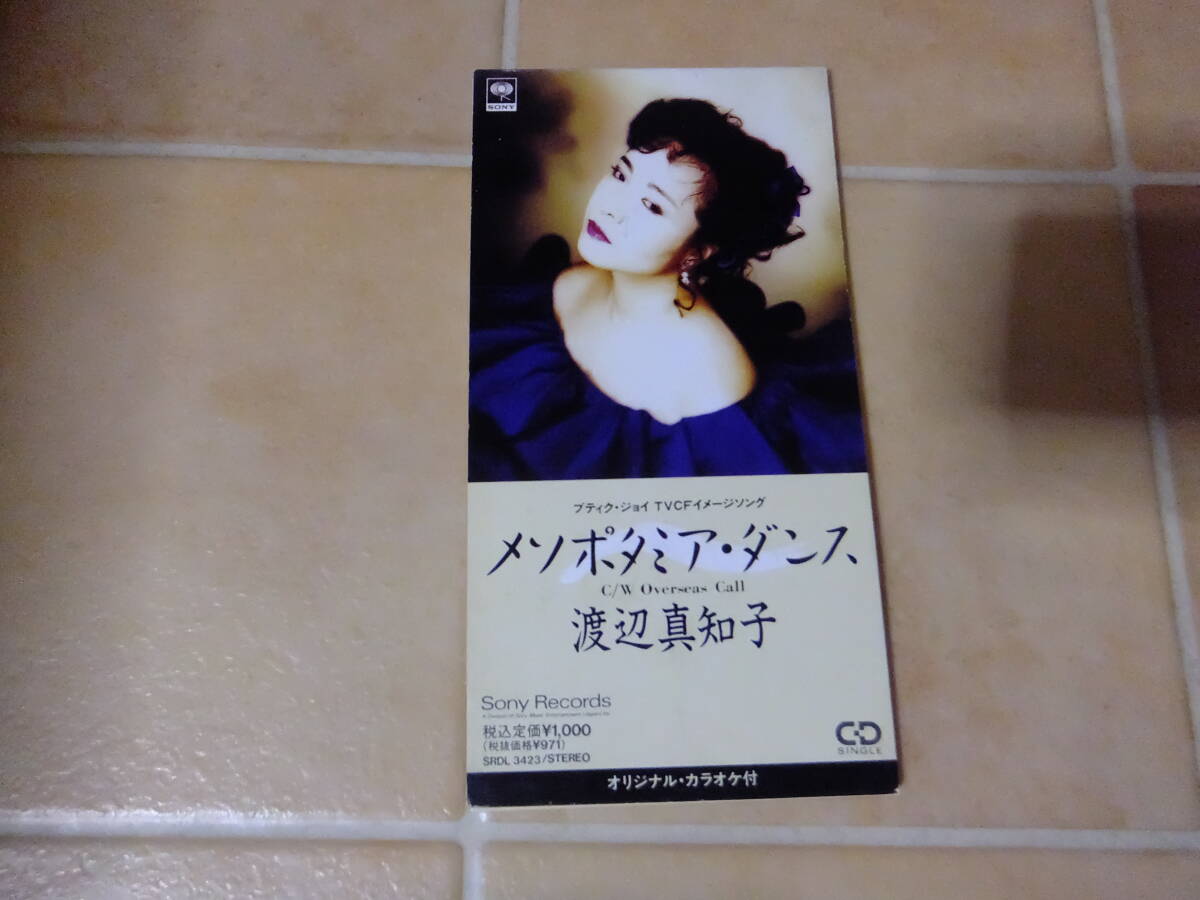 SONY
ブティク・ジョイ TVCFイメージソング
メソポタミア・ダンス
C/W Overseas Call
渡辺真知子
Sony Records
税込定価¥1,000
(税抜価格¥971)
SRDL 3423/STEREO
CD
SINGLE
オリジナル・カラオケ付